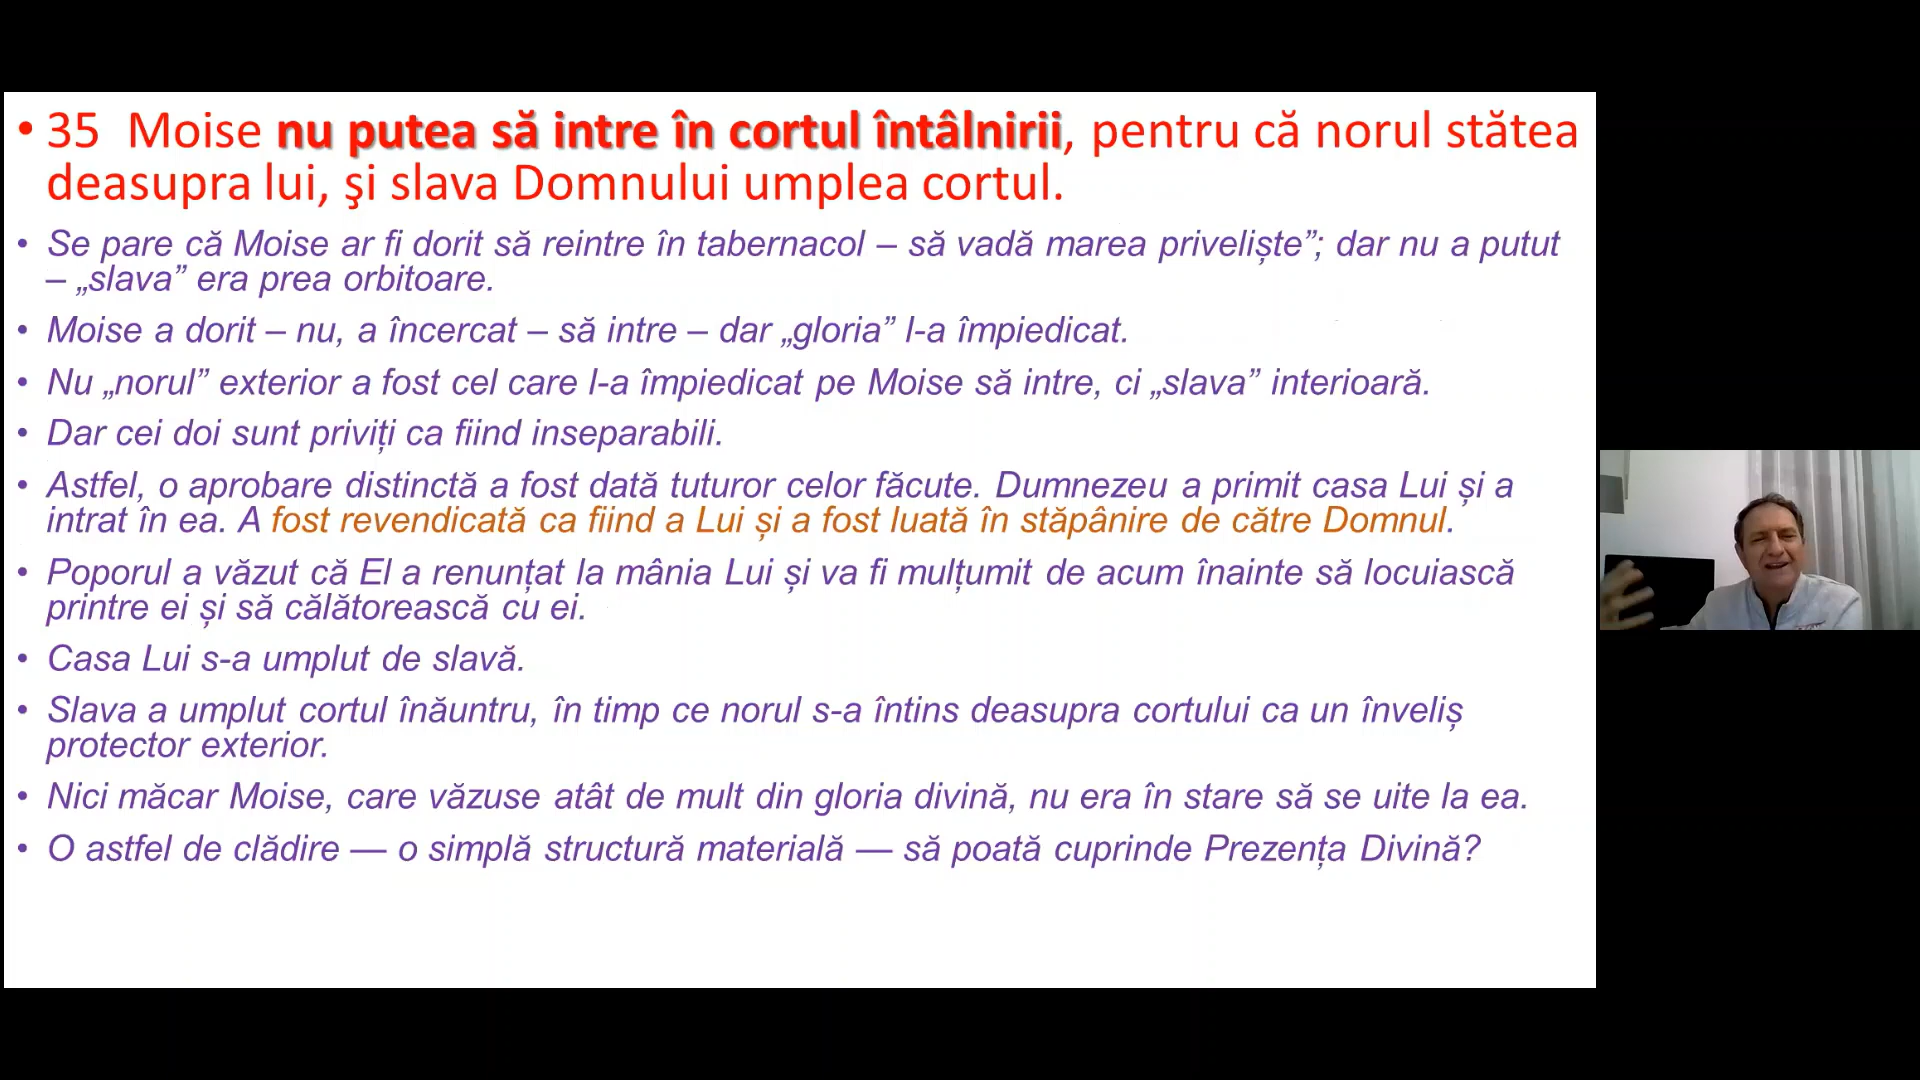 • 35  Moise nu putea să intre în cortul întâlnirii, pentru că norul stătea
deasupra lui, şi slava Domnului umplea cortul.
• Se pare că Moise ar fi dorit să reintre în tabernacol – să vadă marea priveliște”; dar nu a putut
– „slava” era prea orbitoare.
• Moise a dorit – nu, a încercat – să intre – dar „gloria” l-a împiedicat.
• Nu „norul” exterior a fost cel care l-a împiedicat pe Moise să intre, ci „slava” interioară.
• Dar cei doi sunt priviți ca fiind inseparabili.
• Astfel, o aprobare distinctă a fost dată tuturor celor făcute. Dumnezeu a primit casa Lui și a
intrat în ea. A fost revendicată ca fiind a Lui și a fost luată în stăpânire de către Domnul.
• Poporul a văzut că El a renunțat la mânia Lui și va fi mulțumit de acum înainte să locuiască
printre ei și să călătorească cu ei.
• Casa Lui s-a umplut de slavă.
• Slava a umplut cortul înăuntru, în timp ce norul s-a întins deasupra cortului ca un înveliș
protector exterior.
• Nici măcar Moise, care văzuse atât de mult din gloria divină, nu era în stare să se uite la ea.
• O astfel de clădire — o simplă structură materială — să poată cuprinde Prezența Divină?